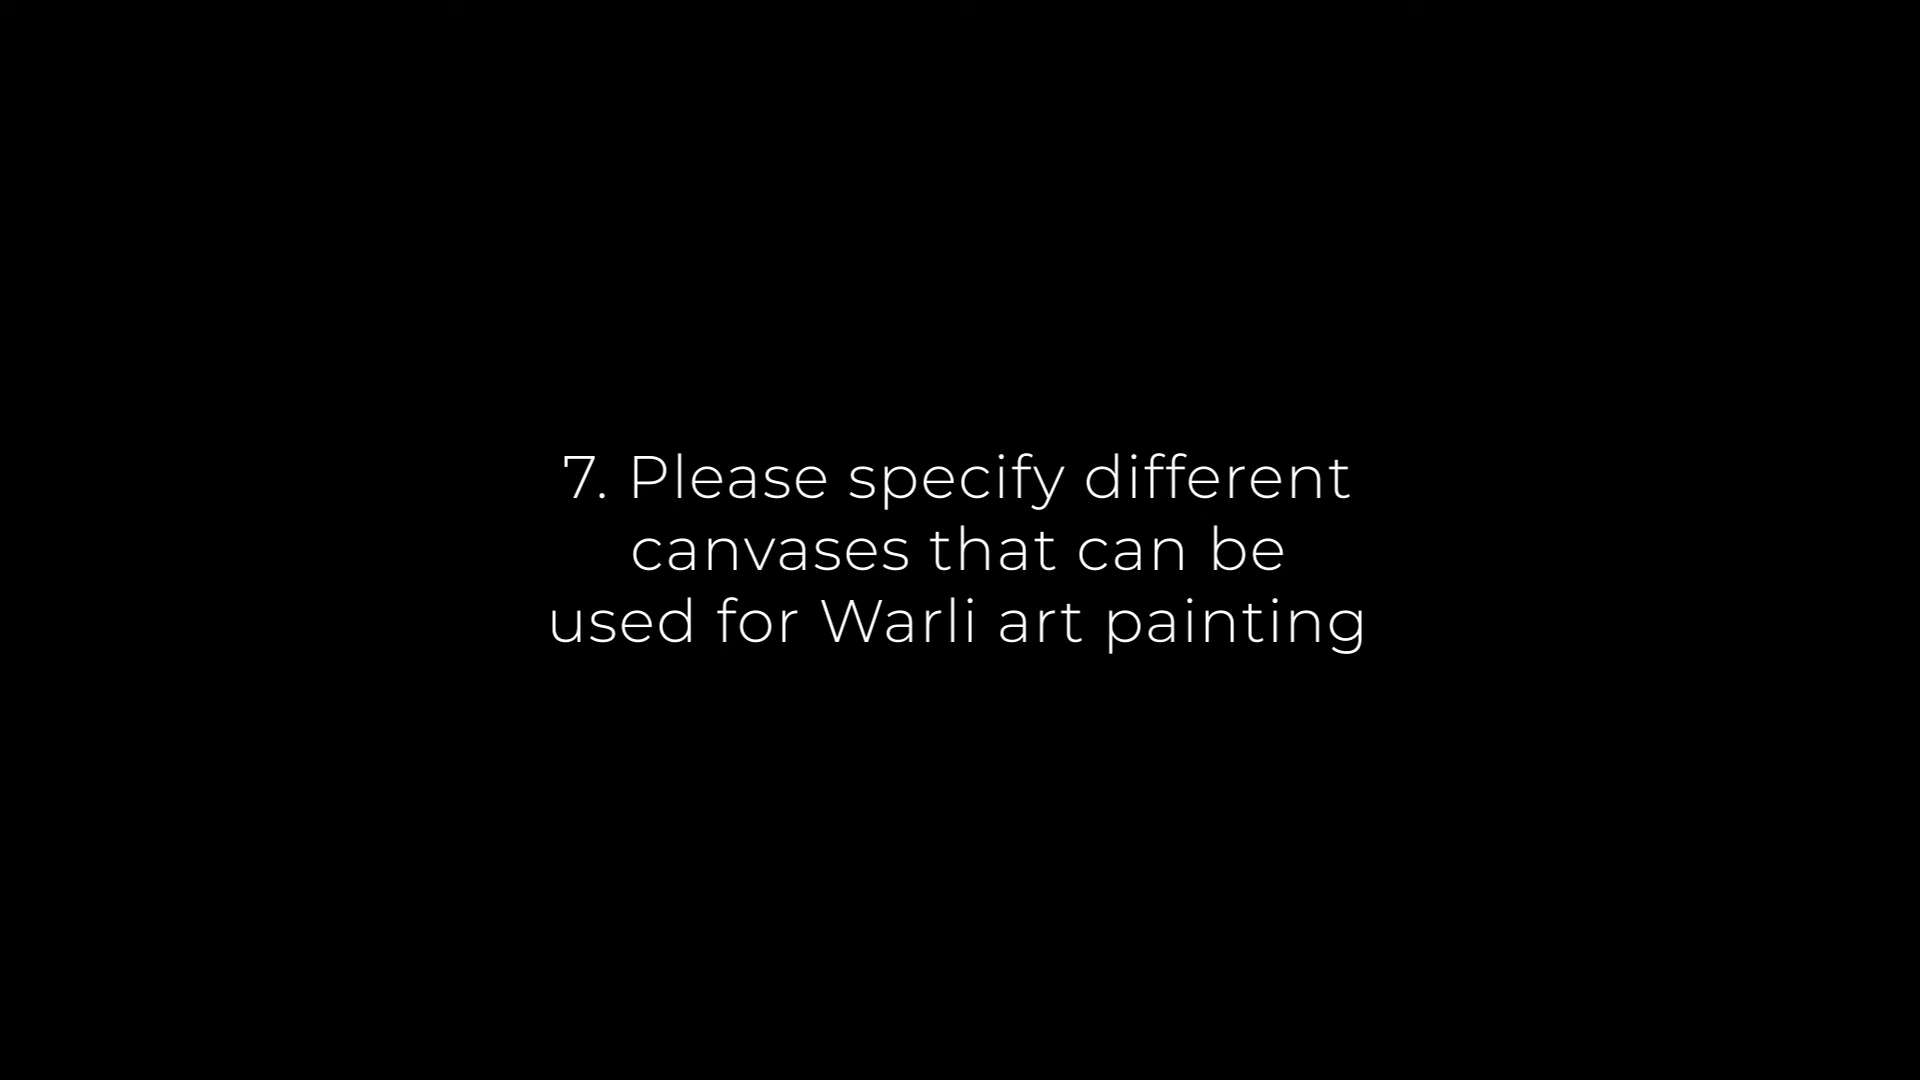 7. Please specify different
canvases that can be
used for Warli art painting